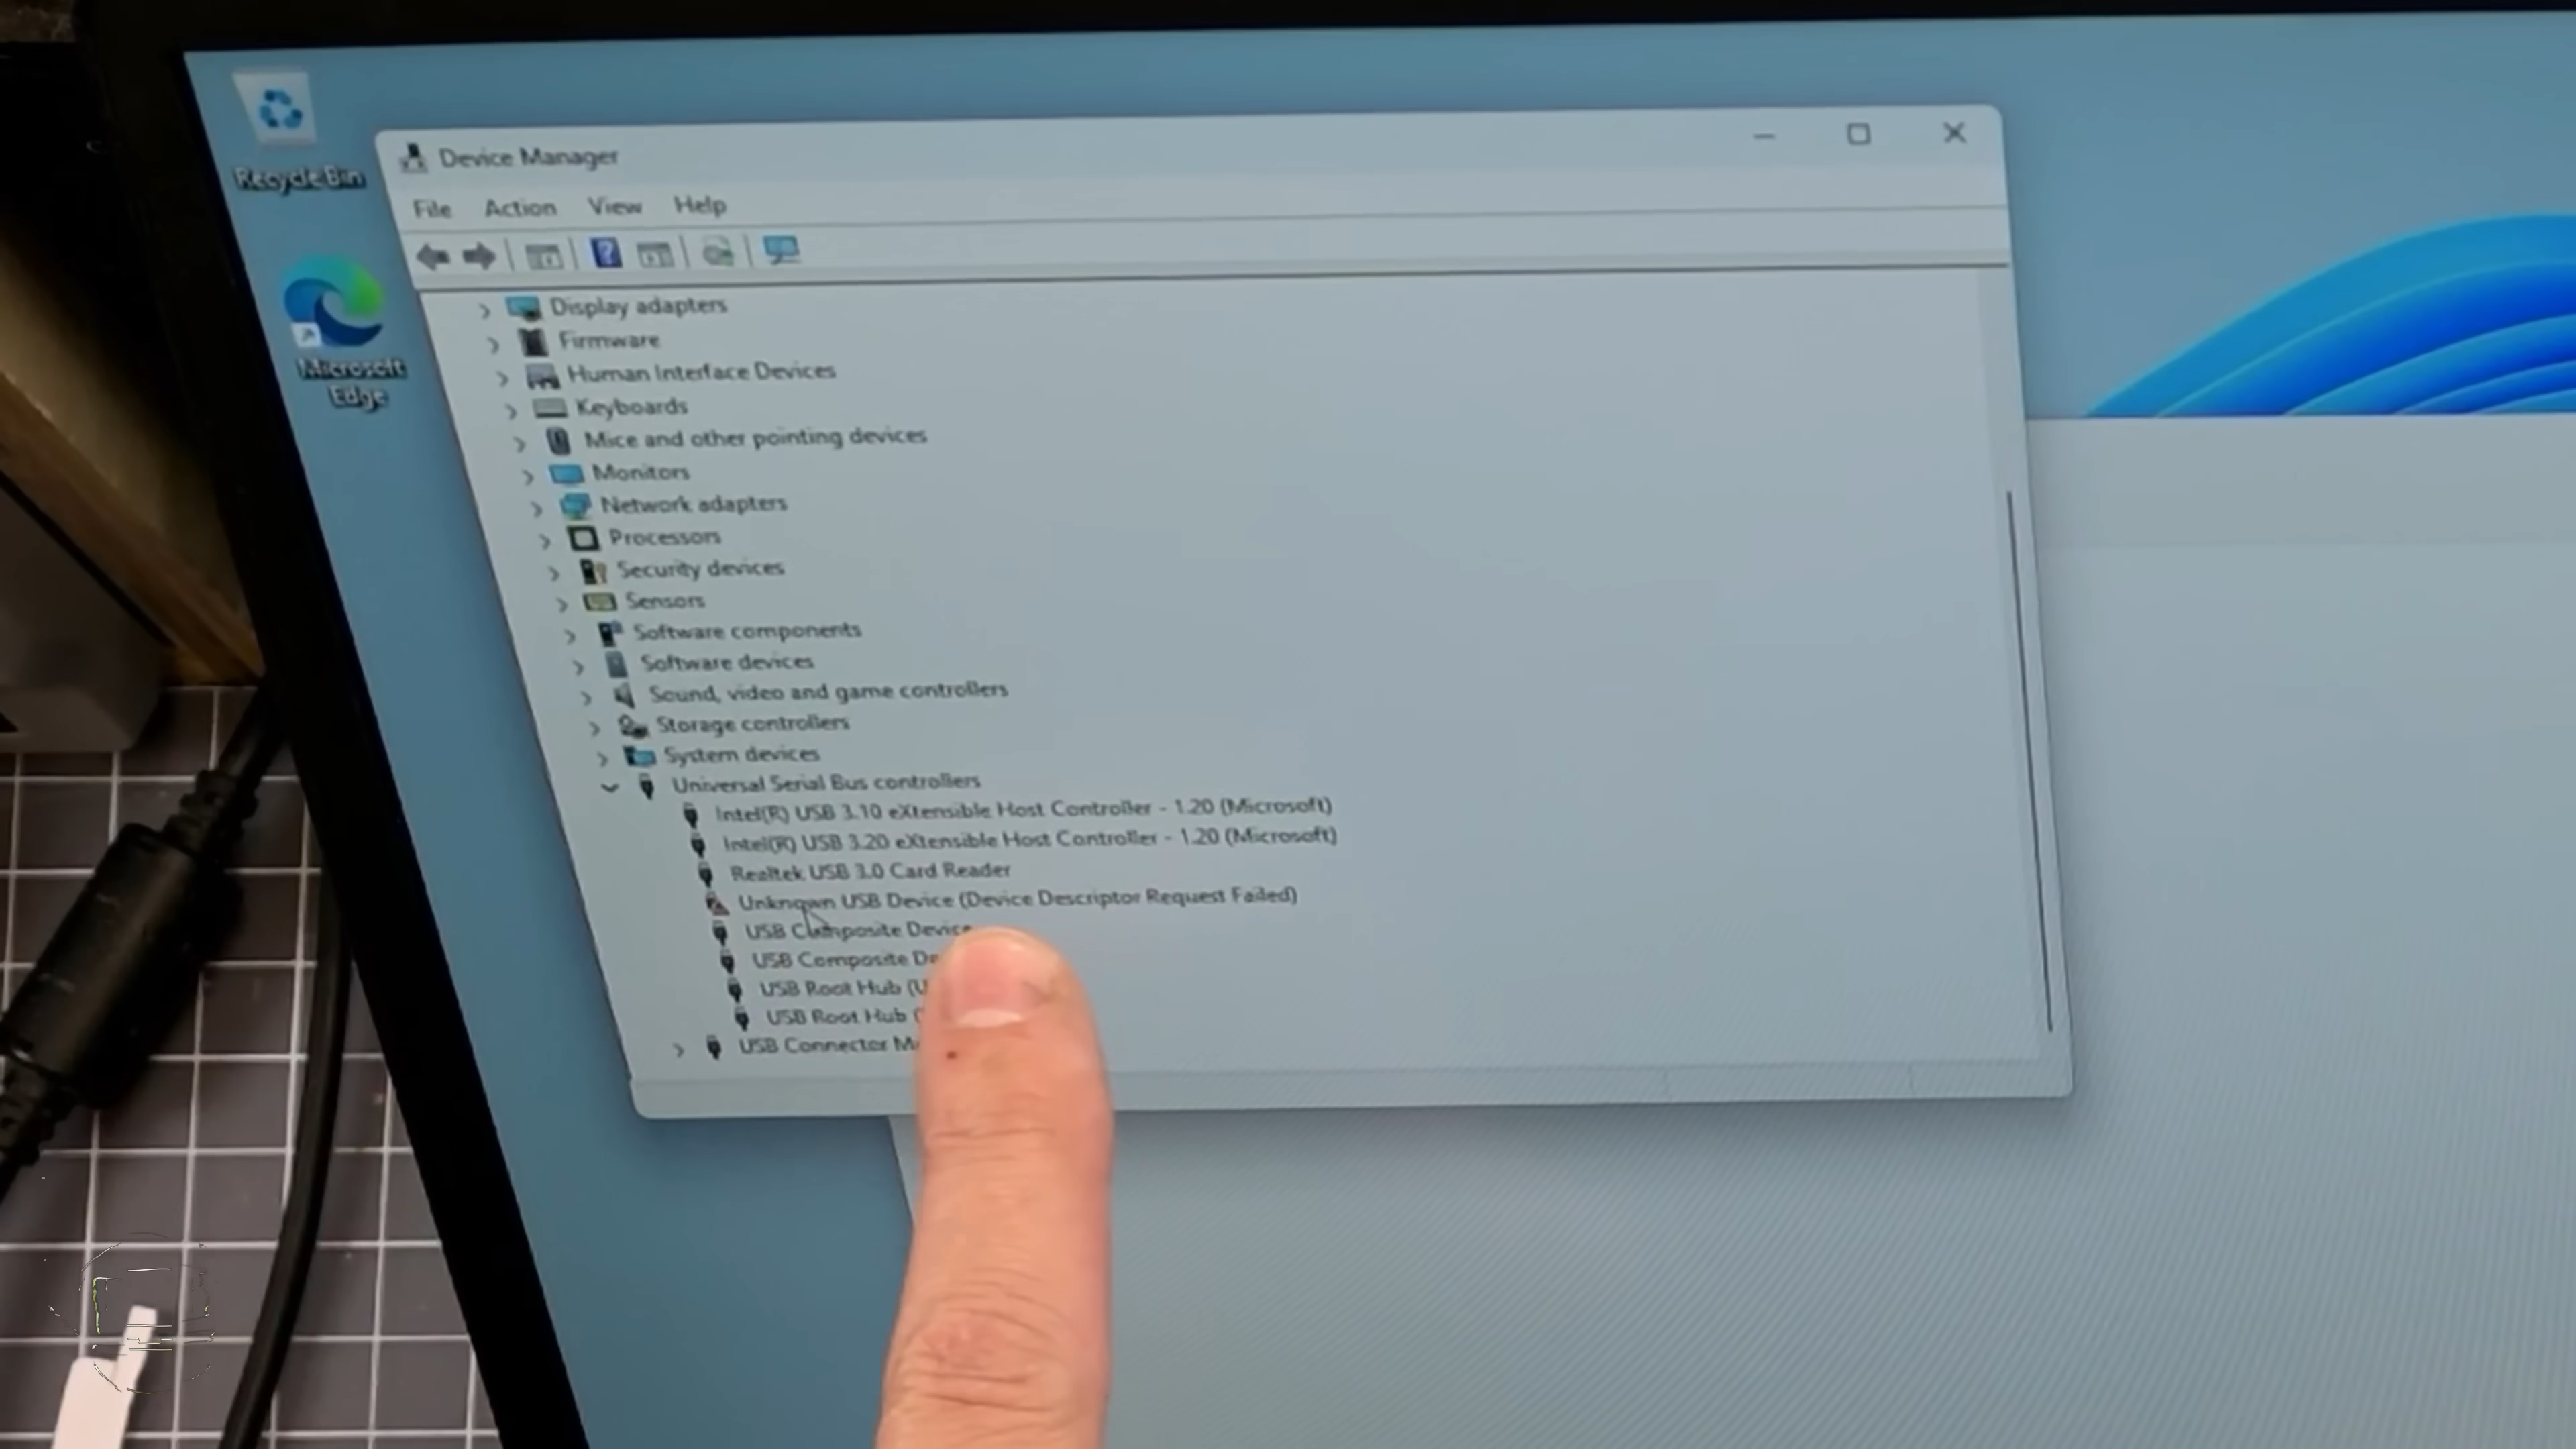 Recycle Bin
Microsoft
Edge
Device Manager
File Action View Help
Display adapters
Firmware
Human Interface Devices
Keyboards
Mice and other pointing devices
Monitors
Network adapters
Processors
Security devices
Sensors
Software components
Software devices
Sound, video and game controllers
Storage controllers
System devices
Universal Serial Bus controllers
Intel(R) USB 3.10 eXtensible Host Controller - 1.20 (Microsoft)
Intel(R) USB 3.20 eXtensible Host Controller - 1.20 (Microsoft)
Realtek USB 3.0 Card Reader
Unknown USB Device (Device Descriptor Request Failed)
USB Composite Device
USB Composite De
USB Root Hub (U
USB Root Hub (
USB Connector M